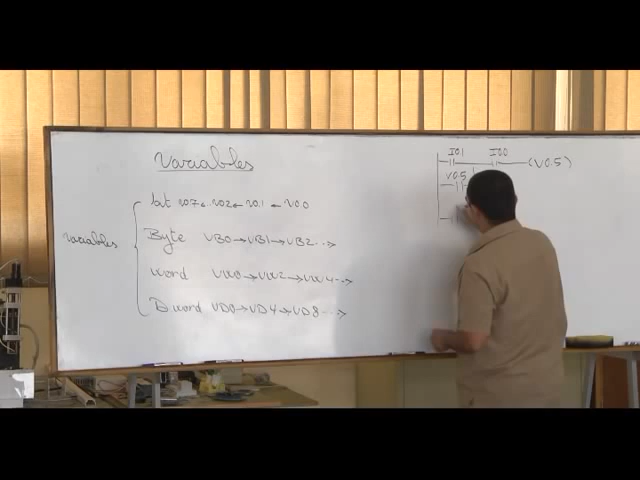 Variables
I0.1 I0.0
(V0.5)
V0.5
bit V0.7 ← .. V0.2 ← V0.1 ← V0.0
variables
Byte VB0 → VB1 → VB2 ...→
word VW0 → VW2 → VW4 ...→
D word VD0 → VD4 → VD8 ...→